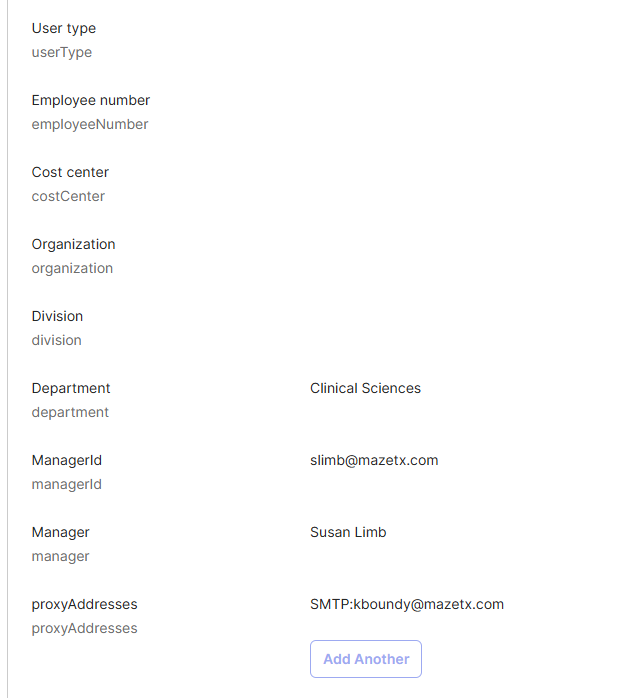 User type
userType
Employee number
employeeNumber
Cost center
costCenter
Organization
organization
Division
division
Department
Clinical Sciences
department
ManagerId
slimb@mazetx.com
managerId
Manager
Susan Limb
manager
proxyAddresses
SMTP:kboundy@mazetx.com
proxyAddresses
Add Another